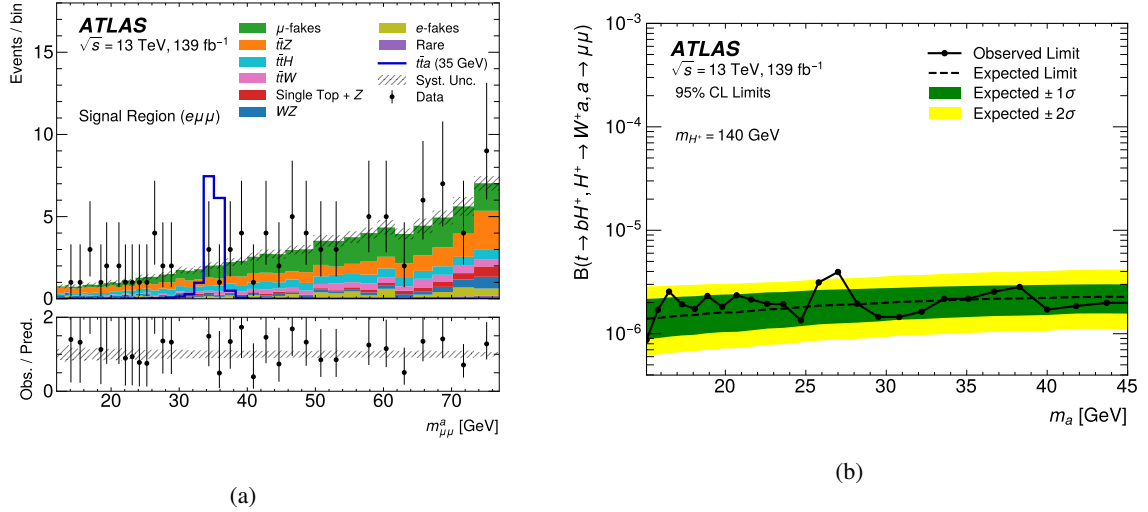 ATLAS
√s = 13 TeV, 139 fb⁻¹
Signal Region (eμμ)
μ-fakes
tt̄Z
tt̄H
tt̄W
Single Top + Z
WZ
e-fakes
Rare
tt̄a (35 GeV)
Syst. Unc.
Data
Events / bin
15
10
5
0
Obs. / Pred.
2
1
0
20 30 40 50 60 70
m^a_μμ [GeV]
(a)
ATLAS
√s = 13 TeV, 139 fb⁻¹
95% CL Limits
m_H⁺ = 140 GeV
Observed Limit
Expected Limit
Expected ± 1σ
Expected ± 2σ
B(t → bH⁺, H⁺ → W⁺a, a → μμ)
10⁻³
10⁻⁴
10⁻⁵
10⁻⁶
20 25 30 35 40 45
m_a [GeV]
(b)